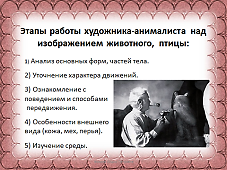 Этапы работы художника-анималиста над
изображением животного, птицы:
1) Анализ основных форм, частей тела.
2) Уточнение характера движений.
3) Ознакомление с
поведением и способами
передвижения.
4) Особенности внешнего
вида (кожа, мех, перья).
5) Изучение среды.